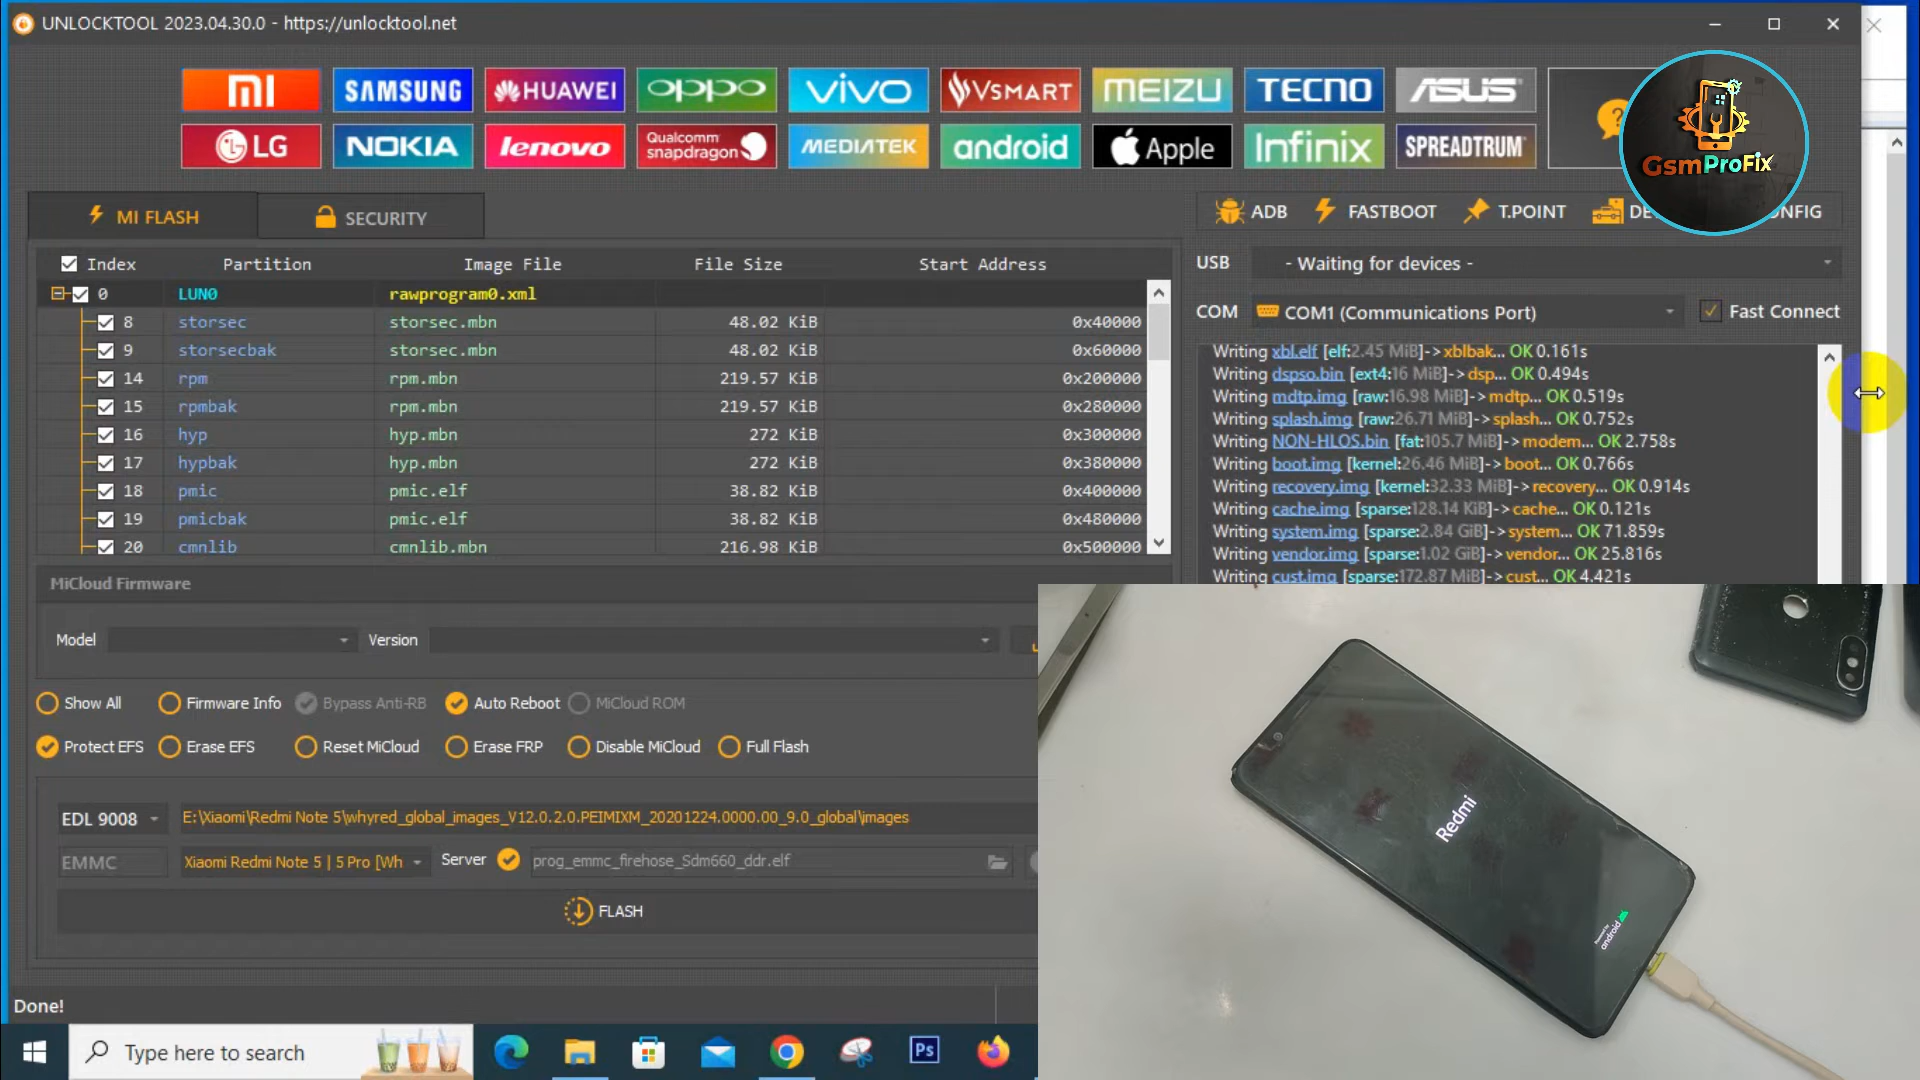 UNLOCKTOOL 2023.04.30.0 - https://unlocktool.net
MI SAMSUNG HUAWEI oppo vivo VSMART MEIZU TECNO ASUS
LG NOKIA lenovo Qualcomm snapdragon MEDIATEK android Apple Infinix SPREADTRUM
?
GsmProFix
MI FLASH SECURITY
ADB FASTBOOT T.POINT
Index Partition Image File File Size Start Address
0 LUN0 rawprogram0.xml
8 storsec storsec.mbn 48.02 KiB 0x40000
9 storsecbak storsec.mbn 48.02 KiB 0x60000
14 rpm rpm.mbn 219.57 KiB 0x200000
15 rpmbak rpm.mbn 219.57 KiB 0x280000
16 hyp hyp.mbn 272 KiB 0x300000
17 hypbak hyp.mbn 272 KiB 0x380000
18 pmic pmic.elf 38.82 KiB 0x400000
19 pmicbak pmic.elf 38.82 KiB 0x480000
20 cmnlib cmnlib.mbn 216.98 KiB 0x500000
USB - Waiting for devices -
COM COM1 (Communications Port) Fast Connect
Writing xbl.elf [elf:2.45 MiB]->xblbak... OK 0.161s
Writing dspso.bin [ext4:16 MiB]->dsp... OK 0.494s
Writing mdtp.img [raw:16.98 MiB]->mdtp... OK 0.519s
Writing splash.img [raw:26.71 MiB]->splash... OK 0.752s
Writing NON-HLOS.bin [fat:105.7 MiB]->modem... OK 2.758s
Writing boot.img [kernel:26.46 MiB]->boot... OK 0.766s
Writing recovery.img [kernel:32.33 MiB]->recovery... OK 0.914s
Writing cache.img [sparse:128.14 KiB]->cache... OK 0.121s
Writing system.img [sparse:2.84 GiB]->system... OK 71.859s
Writing vendor.img [sparse:1.02 GiB]->vendor... OK 25.816s
Writing cust.img [sparse:172.87 MiB]->cust... OK 4.421s
MiCloud Firmware
Model Version
Show All Firmware Info Bypass Anti-RB Auto Reboot MiCloud ROM
Protect EFS Erase EFS Reset MiCloud Erase FRP Disable MiCloud Full Flash
EDL 9008 E:\Xiaomi\Redmi Note 5\whyred_global_images_V12.0.2.0.PEIMIXM_20201224.0000.00_9.0_global\images
EMMC Xiaomi Redmi Note 5 | 5 Pro [Wh Server prog_emmc_firehose_Sdm660_ddr.elf
FLASH
Done!
Type here to search
Ps
Redmi
Powered by
android